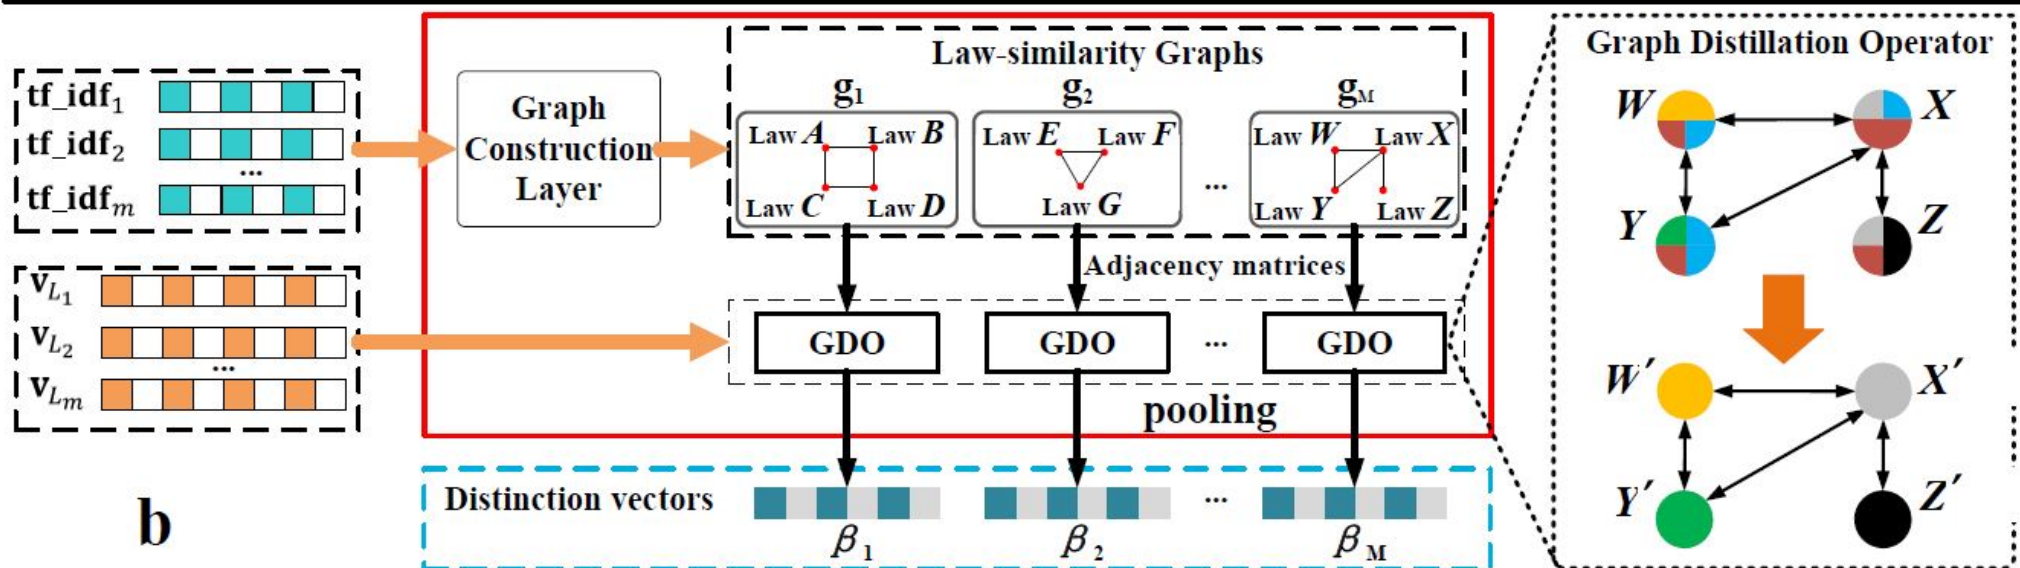 tf_idf1
tf_idf2
...
tf_idfm
vL1
vL2
...
vLm
b
Graph
Construction
Layer
Law-similarity Graphs
g1
g2
gM
Law A
Law B
Law C
Law D
Law E
Law F
Law G
...
Law W
Law X
Law Y
Law Z
Adjacency matrices
GDO
GDO
...
GDO
pooling
Distinction vectors
...
β1
β2
βM
Graph Distillation Operator
W
X
Y
Z
W′
X′
Y′
Z′